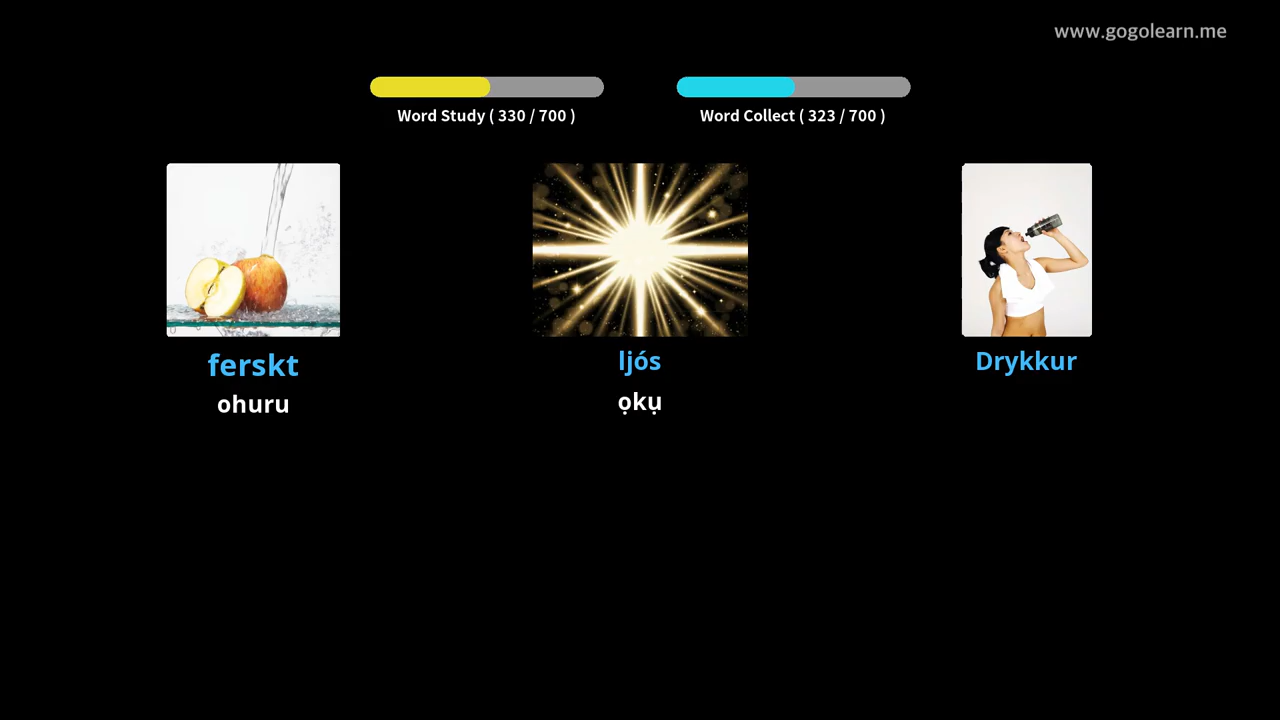 www.gogolearn.me
Word Study ( 330 / 700 )
Word Collect ( 323 / 700 )
ferskt
ljós
Drykkur
ohuru
ọkụ